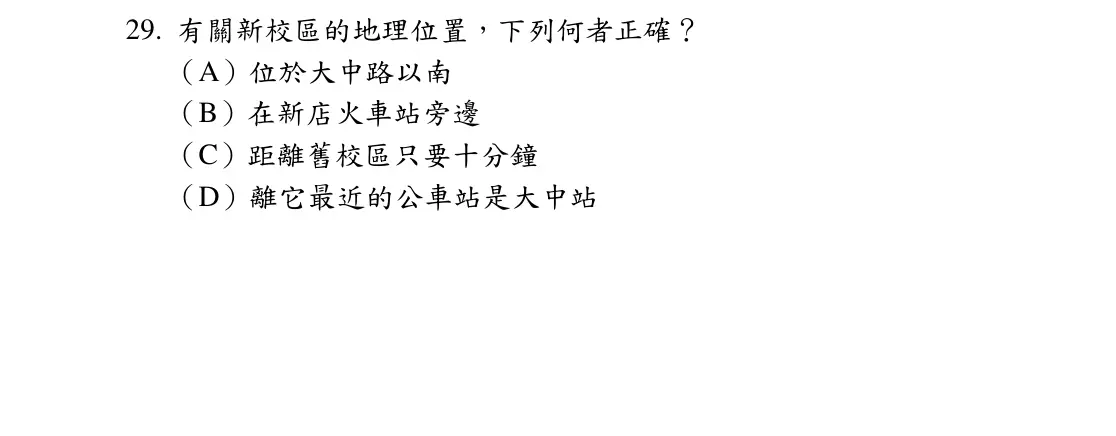 29. 有關新校區的地理位置，下列何者正確？
（A）位於大中路以南
（B）在新店火車站旁邊
（C）距離舊校區只要十分鐘
（D）離它最近的公車站是大中站